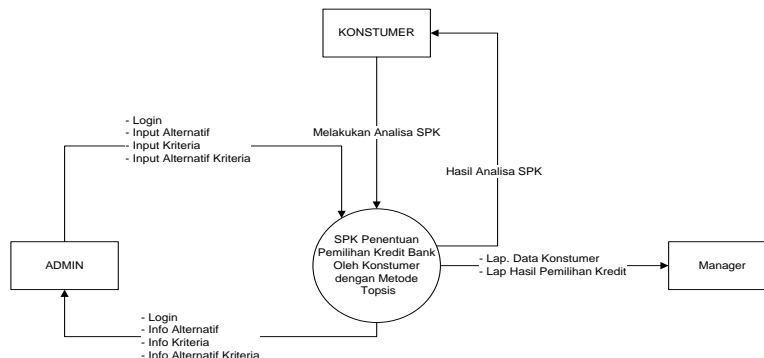 KONSTUMER
- Login
- Input Alternatif
- Input Kriteria
- Input Alternatif Kriteria
Melakukan Analisa SPK
Hasil Analisa SPK
SPK Penentuan
Pemilihan Kredit Bank
Oleh Konstumer
dengan Metode
Topsis
ADMIN
- Lap. Data Konstumer
- Lap Hasil Pemilihan Kredit
Manager
- Login
- Info Alternatif
- Info Kriteria
- Info Alternatif Kriteria